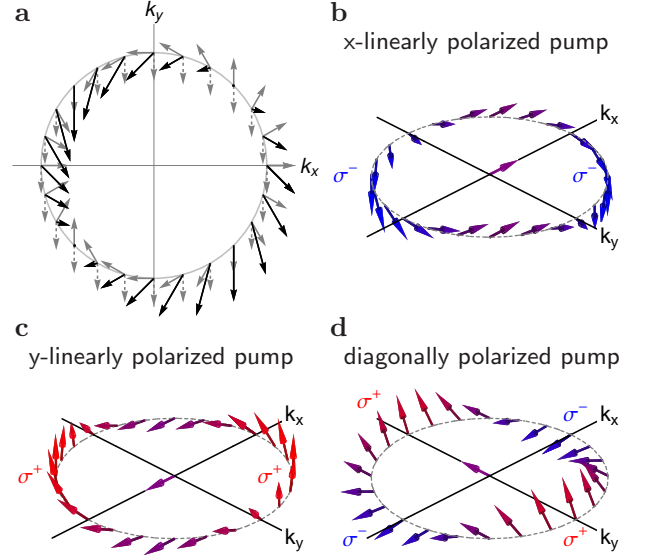 a
k_y
k_x
b
x-linearly polarized pump
k_x
σ⁻
σ⁻
k_y
c
y-linearly polarized pump
k_x
σ⁺
σ⁺
k_y
d
diagonally polarized pump
σ⁺
σ⁻
k_x
σ⁻
σ⁺
k_y